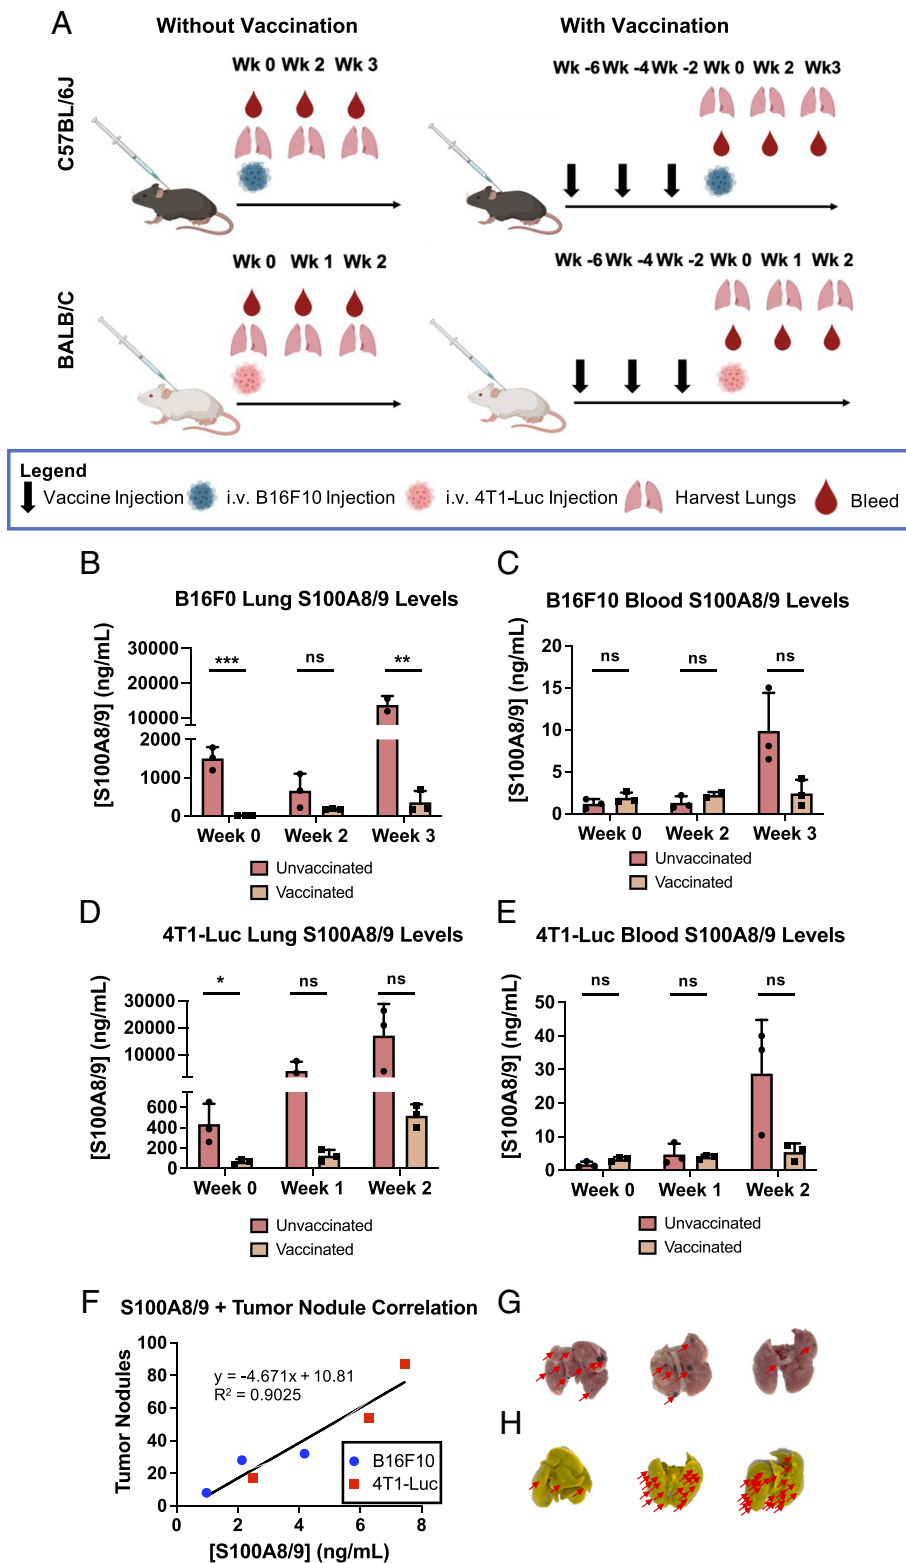 A
Without Vaccination
With Vaccination
C57BL/6J
Wk 0 Wk 2 Wk 3
Wk -6 Wk -4 Wk -2 Wk 0 Wk 2 Wk3
BALB/C
Wk 0 Wk 1 Wk 2
Wk -6 Wk -4 Wk -2 Wk 0 Wk 1 Wk 2
Legend
Vaccine Injection
i.v. B16F10 Injection
i.v. 4T1-Luc Injection
Harvest Lungs
Bleed
B
B16F0 Lung S100A8/9 Levels
[S100A8/9] (ng/mL)
30000
20000
10000
2000
1000
0
***
ns
**
Week 0 Week 2 Week 3
Unvaccinated
Vaccinated
C
B16F10 Blood S100A8/9 Levels
[S100A8/9] (ng/mL)
20
15
10
5
0
ns
ns
ns
Week 0 Week 2 Week 3
Unvaccinated
Vaccinated
D
4T1-Luc Lung S100A8/9 Levels
[S100A8/9] (ng/mL)
30000
20000
10000
600
400
200
0
*
ns
ns
Week 0 Week 1 Week 2
Unvaccinated
Vaccinated
E
4T1-Luc Blood S100A8/9 Levels
[S100A8/9] (ng/mL)
50
40
30
20
10
0
ns
ns
ns
Week 0 Week 1 Week 2
Unvaccinated
Vaccinated
F
S100A8/9 + Tumor Nodule Correlation
Tumor Nodules
100
80
60
40
20
0
y = -4.671x + 10.81
R² = 0.9025
B16F10
4T1-Luc
0 2 4 6 8
[S100A8/9] (ng/mL)
G
H